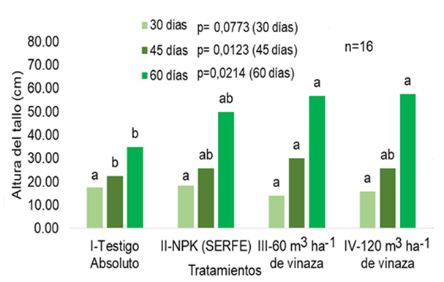 80.00
70.00
60.00
50.00
40.00
30.00
20.00
10.00
0.00
Altura del tallo (cm)
30 días p= 0,0773 (30 días)
45 días p=0,0123 (45 días)
60 días p=0,0214 (60 días)
n=16
a b b
a ab ab
a a a
a ab a
I-Testigo Absoluto
II-NPK (SERFE)
III-60 m³ ha⁻¹ de vinaza
IV-120 m³ ha⁻¹ de vinaza
Tratamientos